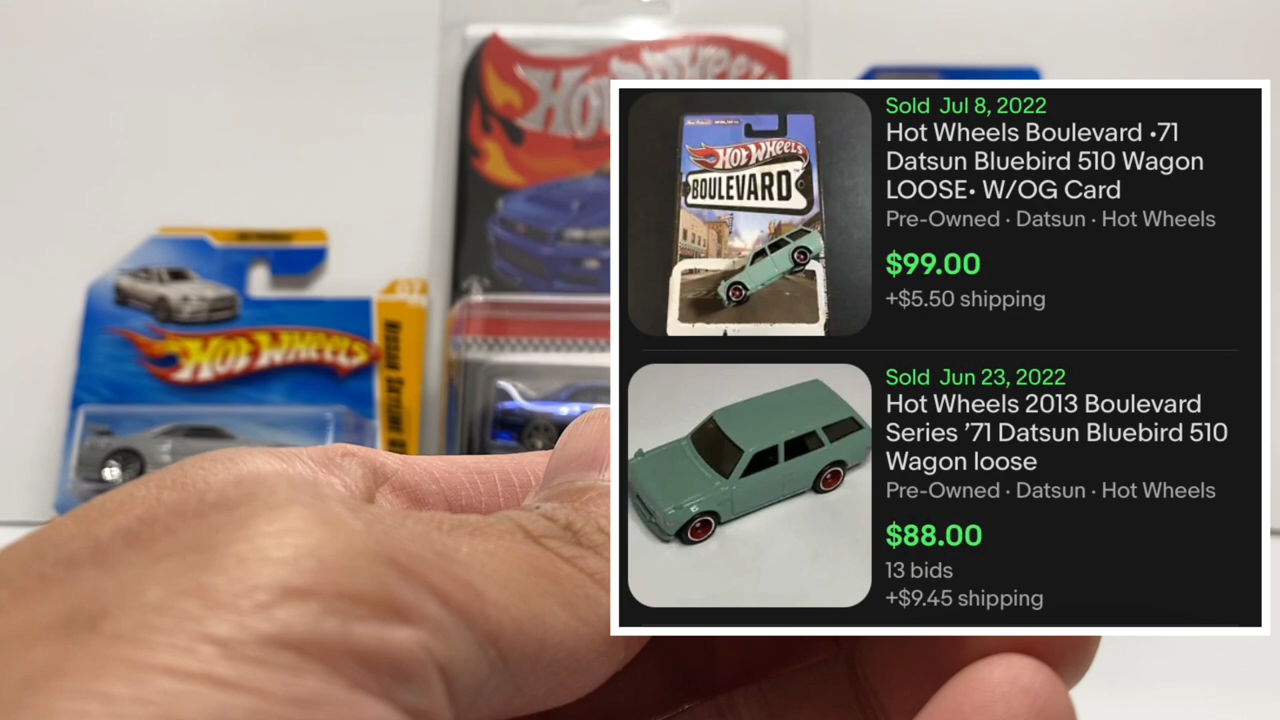 HOT WHEELS
Sold Jul 8, 2022
Hot Wheels Boulevard •71
Datsun Bluebird 510 Wagon
LOOSE• W/OG Card
Pre-Owned · Datsun · Hot Wheels
$99.00
+$5.50 shipping
HOT WHEELS
BOULEVARD
Sold Jun 23, 2022
Hot Wheels 2013 Boulevard
Series ’71 Datsun Bluebird 510
Wagon loose
Pre-Owned · Datsun · Hot Wheels
$88.00
13 bids
+$9.45 shipping